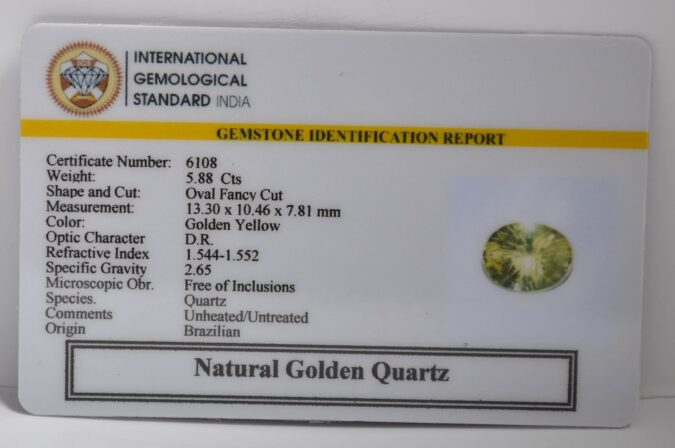 INTERNATIONAL
GEMOLOGICAL
STANDARD INDIA
GEMSTONE IDENTIFICATION REPORT
Certificate Number: 6108
Weight: 5.88 Cts
Shape and Cut: Oval Fancy Cut
Measurement: 13.30 x 10.46 x 7.81 mm
Color: Golden Yellow
Optic Character D.R.
Refractive Index 1.544-1.552
Specific Gravity 2.65
Microscopic Obr. Free of Inclusions
Species. Quartz
Comments Unheated/Untreated
Origin Brazilian
Natural Golden Quartz